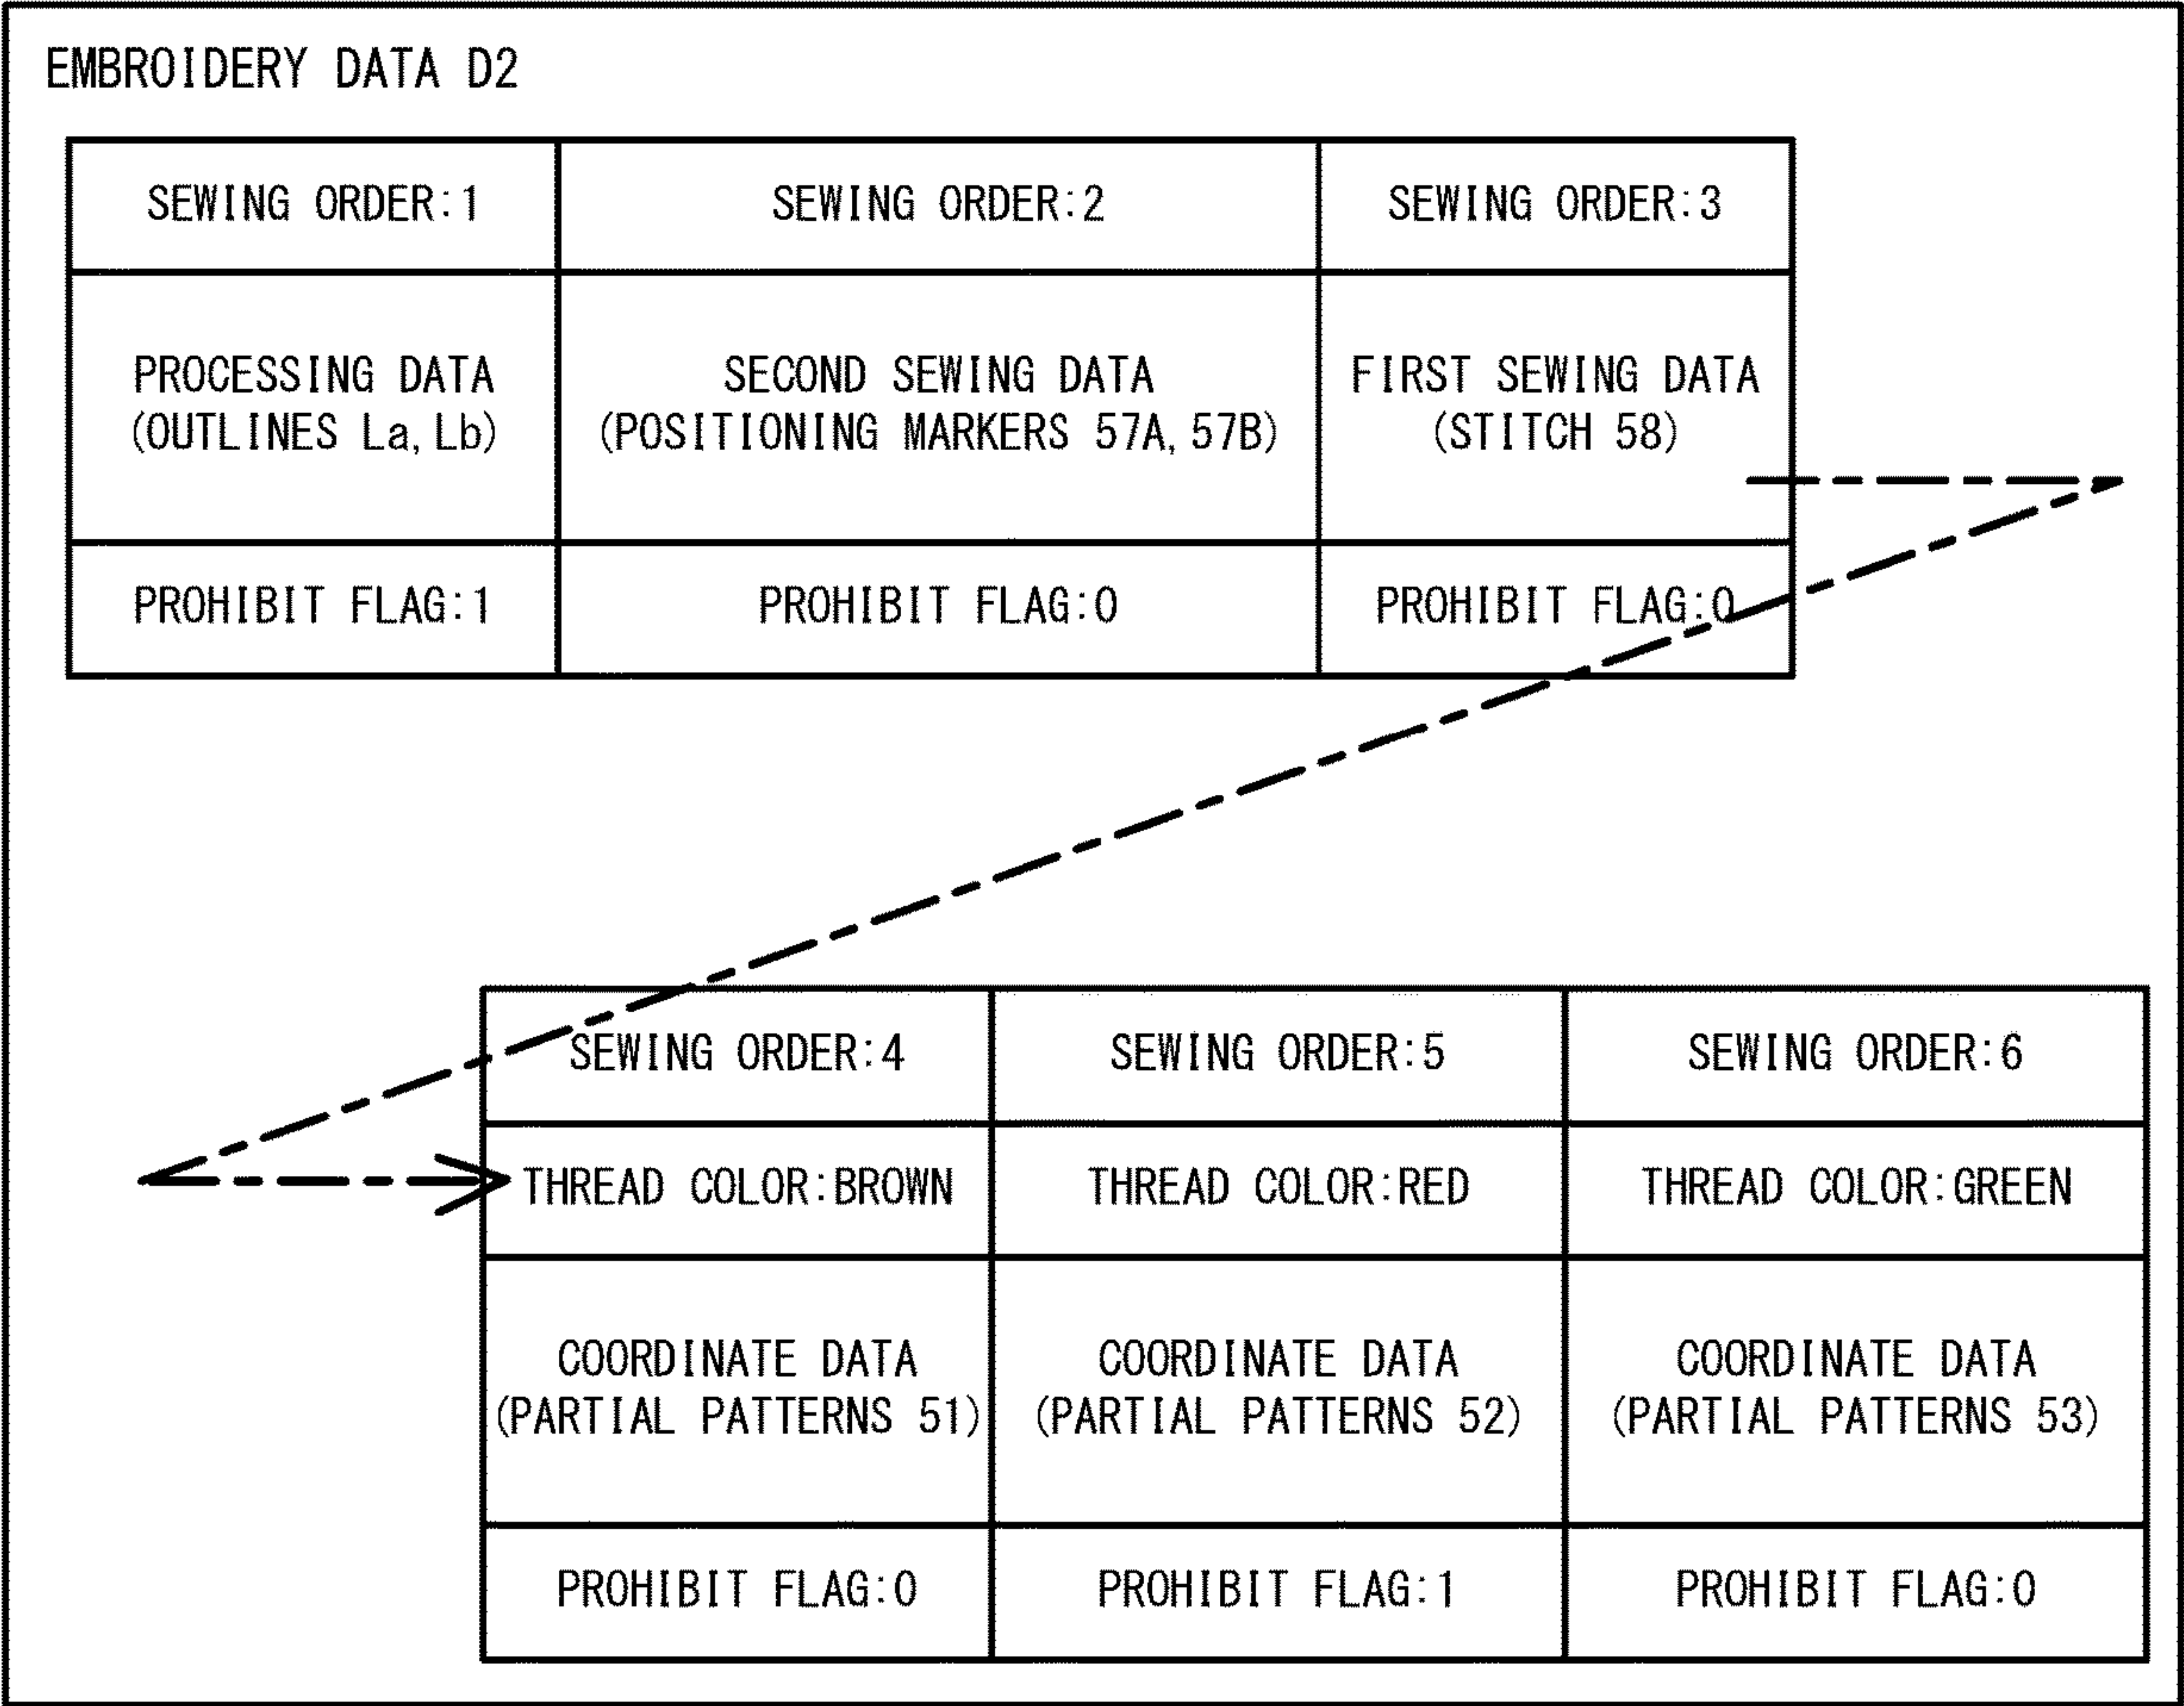 EMBROIDERY DATA D2
SEWING ORDER:1
SEWING ORDER:2
SEWING ORDER:3
PROCESSING DATA
(OUTLINES La, Lb)
SECOND SEWING DATA
(POSITIONING MARKERS 57A, 57B)
FIRST SEWING DATA
(STITCH 58)
PROHIBIT FLAG:1
PROHIBIT FLAG:0
PROHIBIT FLAG:0
SEWING ORDER:4
SEWING ORDER:5
SEWING ORDER:6
THREAD COLOR:BROWN
THREAD COLOR:RED
THREAD COLOR:GREEN
COORDINATE DATA
(PARTIAL PATTERNS 51)
COORDINATE DATA
(PARTIAL PATTERNS 52)
COORDINATE DATA
(PARTIAL PATTERNS 53)
PROHIBIT FLAG:0
PROHIBIT FLAG:1
PROHIBIT FLAG:0